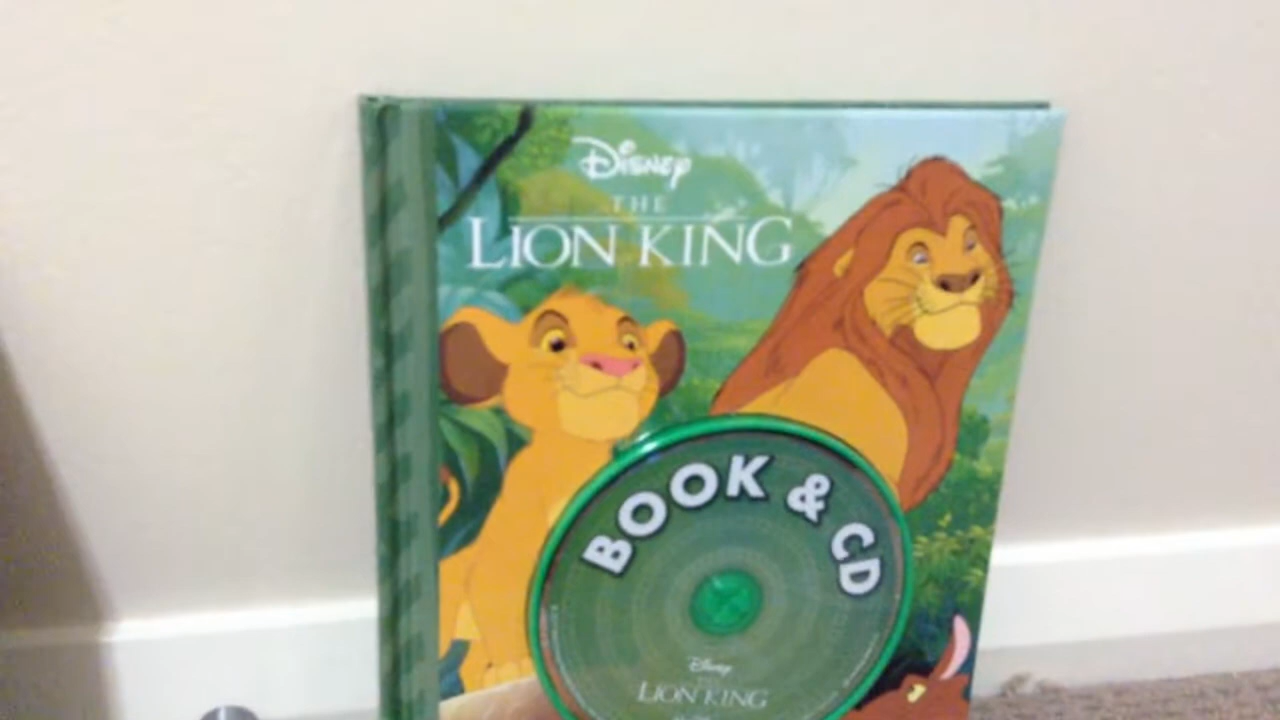 Disney
THE
LION KING
BOOK & CD
Disney
THE
LION KING